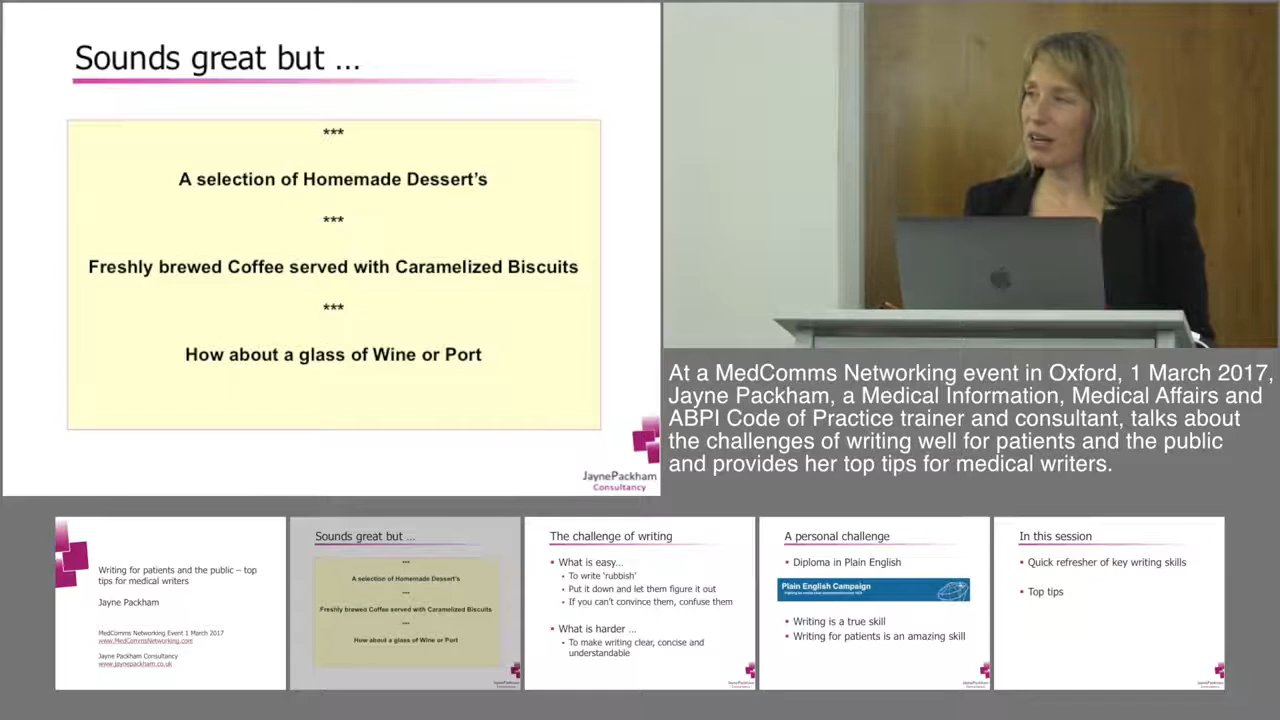 Sounds great but ...
***
A selection of Homemade Dessert's
***
Freshly brewed Coffee served with Caramelized Biscuits
***
How about a glass of Wine or Port
JaynePackham
Consultancy
At a MedComms Networking event in Oxford, 1 March 2017,
Jayne Packham, a Medical Information, Medical Affairs and
ABPI Code of Practice trainer and consultant, talks about
the challenges of writing well for patients and the public
and provides her top tips for medical writers.
Writing for patients and the public – top
tips for medical writers
Jayne Packham
MedComms Networking Event 1 March 2017
www.MedCommsNetworking.com
Jayne Packham Consultancy
www.jaynepackham.co.uk
Sounds great but ...
***
A selection of Homemade Dessert's
***
Freshly brewed Coffee served with Caramelized Biscuits
***
How about a glass of Wine or Port
JaynePackham
The challenge of writing
• What is easy...
• To write 'rubbish'
• Put it down and let them figure it out
• If you can't convince them, confuse them
• What is harder ...
• To make writing clear, concise and
understandable
JaynePackham
A personal challenge
• Diploma in Plain English
Plain English Campaign
• Writing is a true skill
• Writing for patients is an amazing skill
JaynePackham
In this session
• Quick refresher of key writing skills
• Top tips
JaynePackham